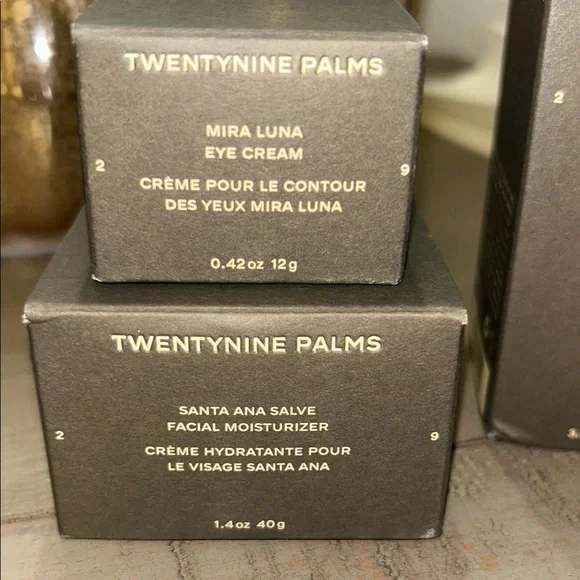 TWENTYNINE PALMS
MIRA LUNA
EYE CREAM
2 9
CRÈME POUR LE CONTOUR
DES YEUX MIRA LUNA
0.42oz 12g
TWENTYNINE PALMS
SANTA ANA SALVE
FACIAL MOISTURIZER
2 9
CRÈME HYDRATANTE POUR
LE VISAGE SANTA ANA
1.4oz 40g
2